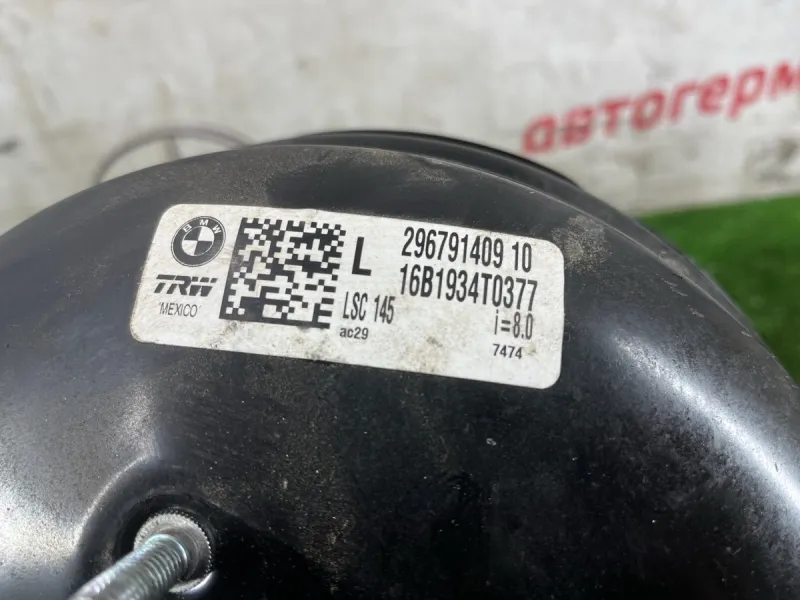 автогерм
BMW
TRW
'MEXICO'
L
296791409 10
16B1934T0377
LSC 145
i=8.0
ac29
7474